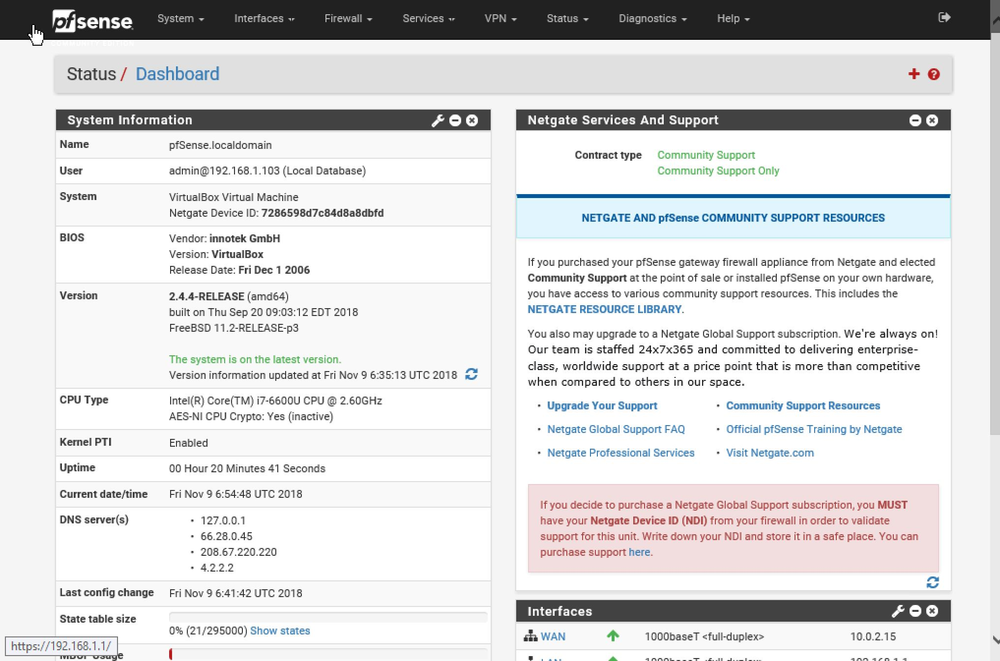 pfsense
System
Interfaces
Firewall
Services
VPN
Status
Diagnostics
Help
COMMUNITY EDITION
Status / Dashboard
System Information
Name
pfSense.localdomain
User
admin@192.168.1.103 (Local Database)
System
VirtualBox Virtual Machine
Netgate Device ID: 7286598d7c84d8a8dbfd
BIOS
Vendor: innotek GmbH
Version: VirtualBox
Release Date: Fri Dec 1 2006
Version
2.4.4-RELEASE (amd64)
built on Thu Sep 20 09:03:12 EDT 2018
FreeBSD 11.2-RELEASE-p3
The system is on the latest version.
Version information updated at Fri Nov 9 6:35:13 UTC 2018
CPU Type
Intel(R) Core(TM) i7-6600U CPU @ 2.60GHz
AES-NI CPU Crypto: Yes (inactive)
Kernel PTI
Enabled
Uptime
00 Hour 20 Minutes 41 Seconds
Current date/time
Fri Nov 9 6:54:48 UTC 2018
DNS server(s)
• 127.0.0.1
• 66.28.0.45
• 208.67.220.220
• 4.2.2.2
Last config change
Fri Nov 9 6:41:42 UTC 2018
State table size
0% (21/295000) Show states
MBUF Usage
https://192.168.1.1/
Netgate Services And Support
Contract type
Community Support
Community Support Only
NETGATE AND pfSense COMMUNITY SUPPORT RESOURCES
If you purchased your pfSense gateway firewall appliance from Netgate and elected
Community Support at the point of sale or installed pfSense on your own hardware,
you have access to various community support resources. This includes the
NETGATE RESOURCE LIBRARY.
You also may upgrade to a Netgate Global Support subscription. We're always on!
Our team is staffed 24x7x365 and committed to delivering enterprise-
class, worldwide support at a price point that is more than competitive
when compared to others in our space.
• Upgrade Your Support
• Community Support Resources
• Netgate Global Support FAQ
• Official pfSense Training by Netgate
• Netgate Professional Services
• Visit Netgate.com
If you decide to purchase a Netgate Global Support subscription, you MUST
have your Netgate Device ID (NDI) from your firewall in order to validate
support for this unit. Write down your NDI and store it in a safe place. You can
purchase support here.
Interfaces
WAN
1000baseT <full-duplex>
10.0.2.15
LAN
1000baseT <full-duplex>
192.168.1.1